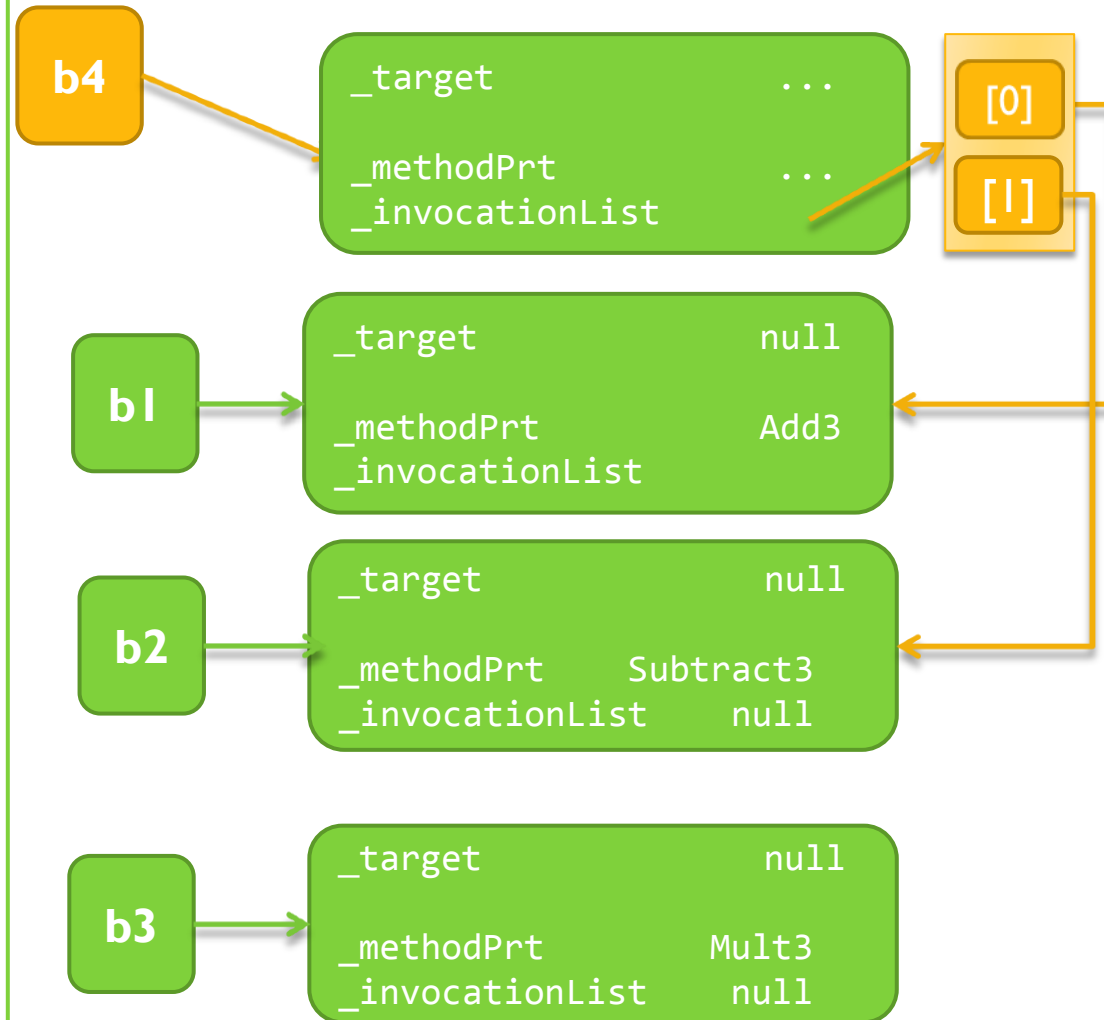 b4
_target ...
_methodPrt ...
_invocationList
[0]
[1]
b1
_target null
_methodPrt Add3
_invocationList
b2
_target null
_methodPrt Subtract3
_invocationList null
b3
_target null
_methodPrt Mult3
_invocationList null